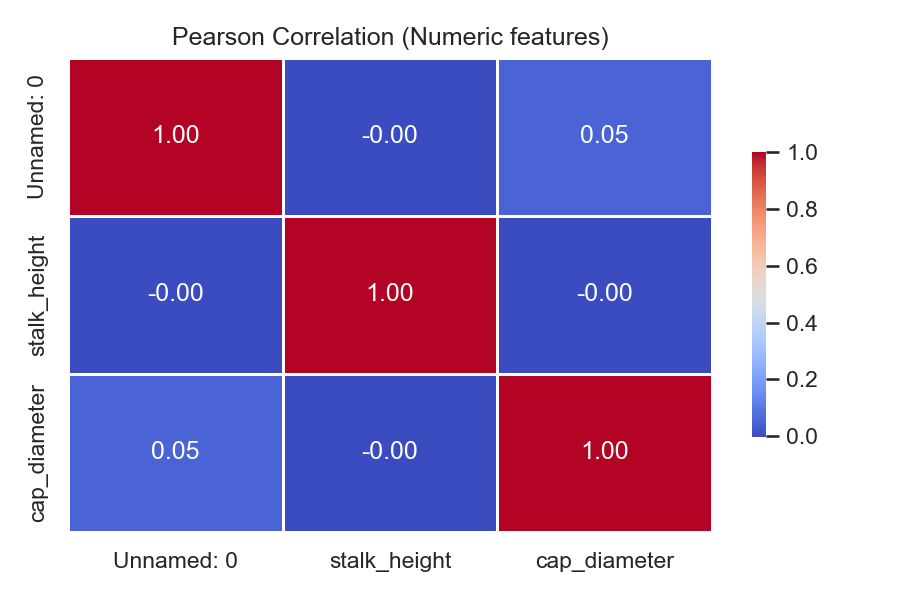 Pearson Correlation (Numeric features)
Unnamed: 0
1.00
-0.00
0.05
stalk_height
-0.00
1.00
-0.00
cap_diameter
0.05
-0.00
1.00
Unnamed: 0
stalk_height
cap_diameter
1.0
0.8
0.6
0.4
0.2
0.0